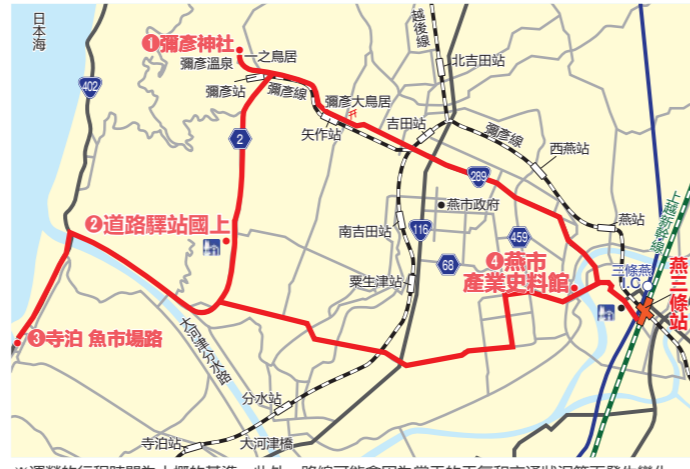 日本海
402
❶彌彥神社
一之鳥居
彌彥溫泉
彌彥站
彌彥線
彌彥大鳥居
矢作站
2
越後線
北吉田站
吉田站
彌彥線
西燕站
289
燕市政府
燕站
上越新幹線
❷道路驛站國上
南吉田站
116
459
68
粟生津站
❹燕市
產業史料館
三條燕
I.C.
燕三條站
❸寺泊 魚市場路
大河津分水路
分水站
寺泊站
大河津橋